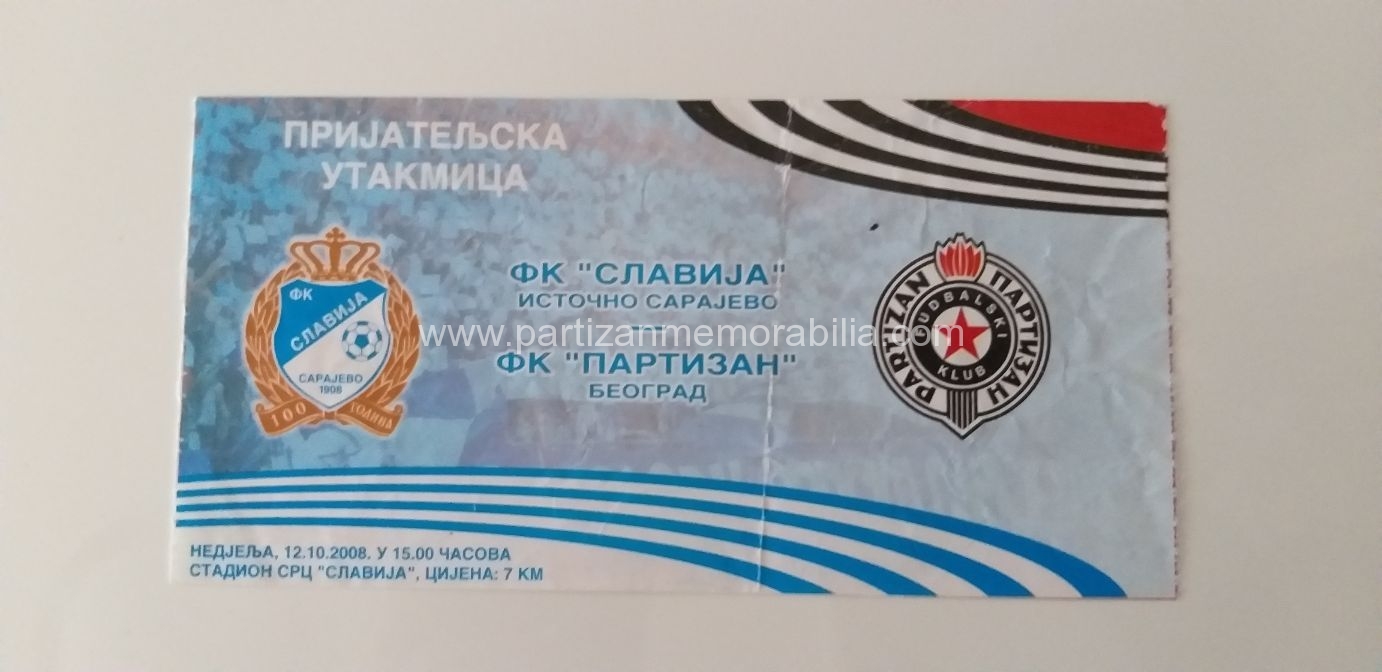 ПРИЈАТЕЉСКА
УТАКМИЦА
ФК
СЛАВИЈА
САРАЈЕВО
1908
100 ГОДИНА
ФК "СЛАВИЈА"
ИСТОЧНО САРАЈЕВО
—
ФК "ПАРТИЗАН"
БЕОГРАД
www.partizanmemorabilia.com
PARTIZAN ПАРТИЗАН
FUDBALSKI
KLUB
НЕДЈЕЉА, 12.10.2008. У 15.00 ЧАСОВА
СТАДИОН СРЦ "СЛАВИЈА", ЦИЈЕНА: 7 КМ